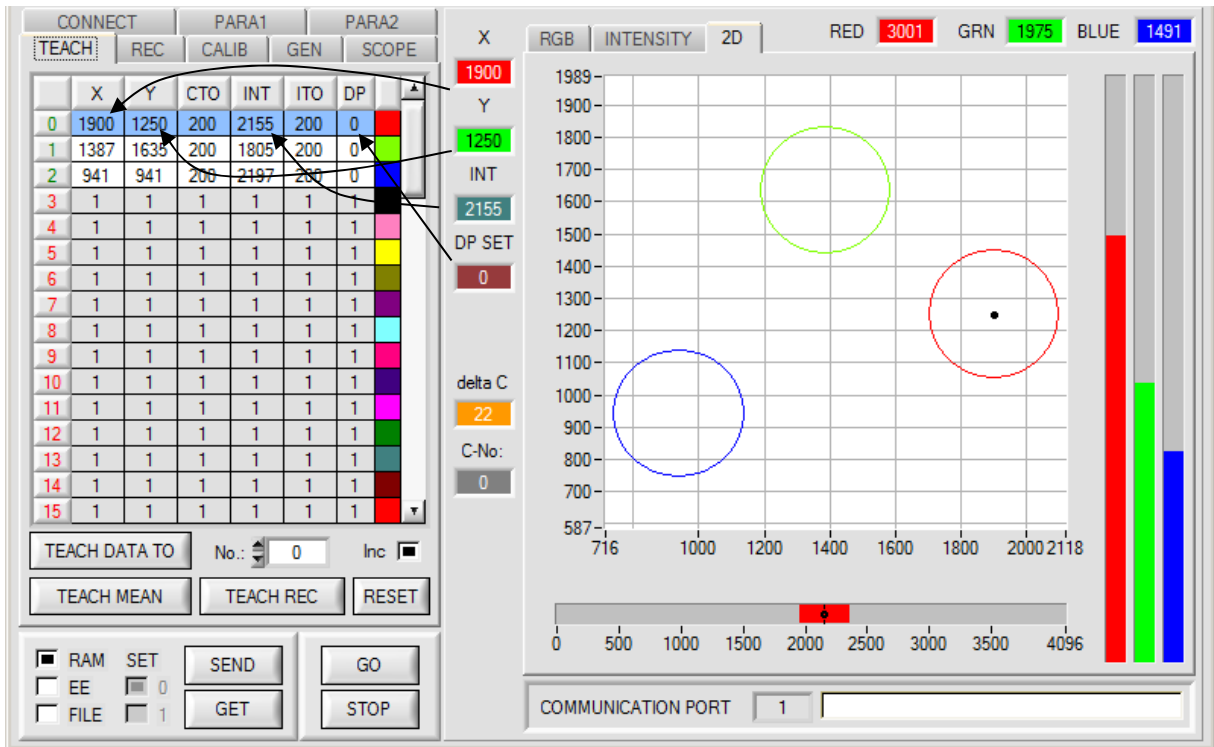 CONNECT PARA1 PARA2
TEACH REC CALIB GEN SCOPE
X Y CTO INT ITO DP
0 1900 1250 200 2155 200 0
1 1387 1635 200 1805 200 0
2 941 941 200 2197 200 0
3 1 1 1 1 1 1
4 1 1 1 1 1 1
5 1 1 1 1 1 1
6 1 1 1 1 1 1
7 1 1 1 1 1 1
8 1 1 1 1 1 1
9 1 1 1 1 1 1
10 1 1 1 1 1 1
11 1 1 1 1 1 1
12 1 1 1 1 1 1
13 1 1 1 1 1 1
14 1 1 1 1 1 1
15 1 1 1 1 1 1
TEACH DATA TO No.: 0 Inc
TEACH MEAN TEACH REC RESET
RAM SET SEND GO
EE 0
FILE 1 GET STOP
X
1900
Y
1250
INT
2155
DP SET
0
delta C
22
C-No:
0
RGB INTENSITY 2D RED 3001 GRN 1975 BLUE 1491
1989
1900
1800
1700
1600
1500
1400
1300
1200
1100
1000
900
800
700
587
716 1000 1200 1400 1600 1800 2000 2118
0 500 1000 1500 2000 2500 3000 3500 4096
COMMUNICATION PORT 1